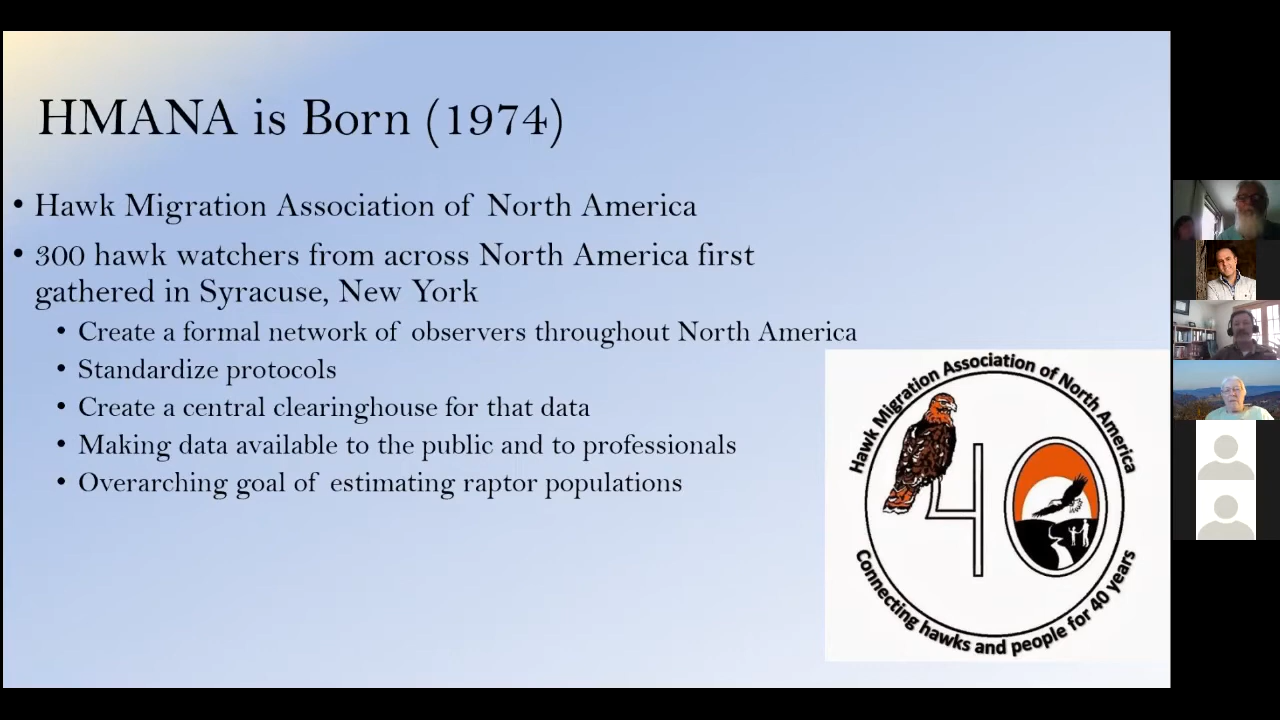 HMANA is Born (1974)
• Hawk Migration Association of North America
• 300 hawk watchers from across North America first
gathered in Syracuse, New York
• Create a formal network of observers throughout North America
• Standardize protocols
• Create a central clearinghouse for that data
• Making data available to the public and to professionals
• Overarching goal of estimating raptor populations
Hawk Migration Association of North America
40
Connecting hawks and people for 40 years